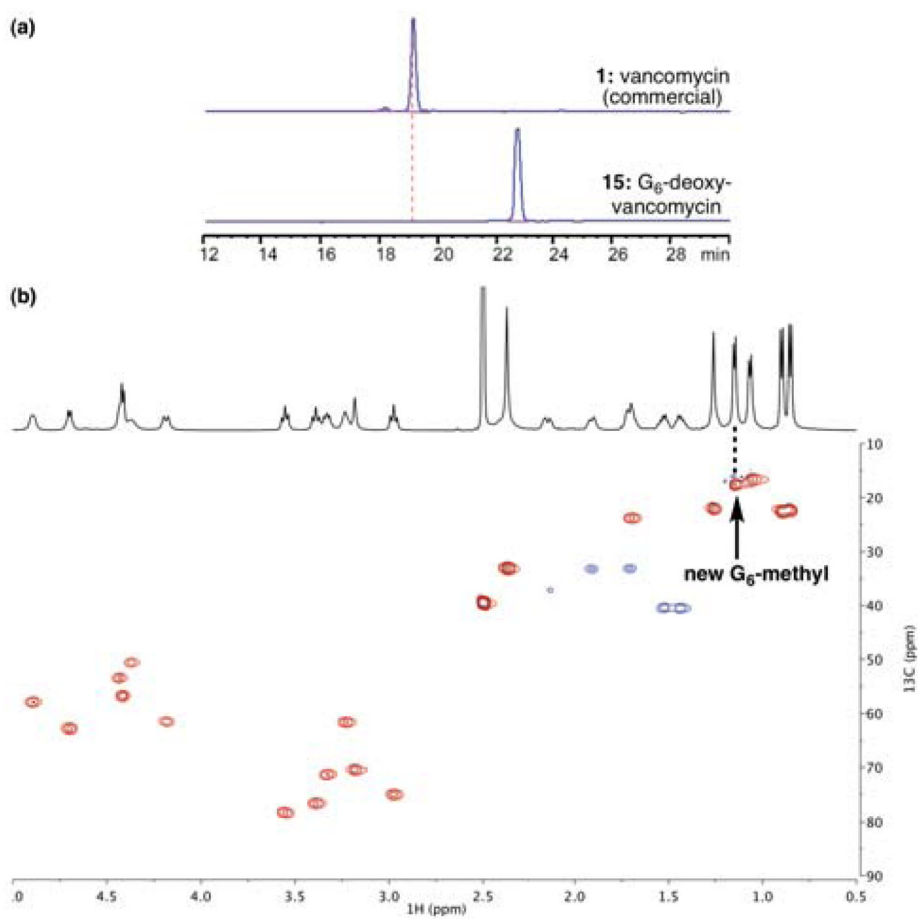 (a)
1: vancomycin
(commercial)
15: G₆-deoxy-
vancomycin
12 14 16 18 20 22 24 26 28 min
(b)
10
20
30
new G₆-methyl
40
50
60
70
80
90
13C (ppm)
.0 4.5 4.0 3.5 3.0 2.5 2.0 1.5 1.0 0.5
1H (ppm)